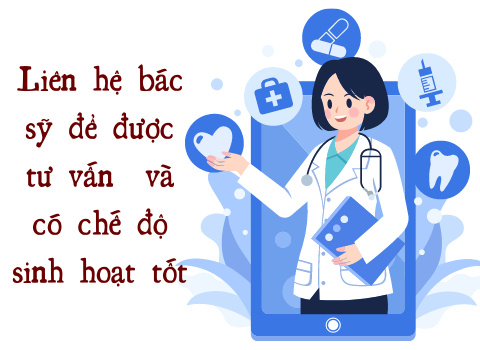 Liên hệ bác
sỹ để được
tư vấn và
có chế độ
sinh hoạt tốt